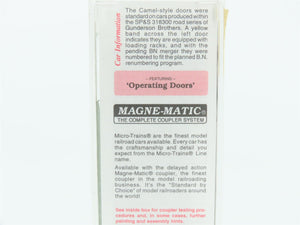 Car Information
The Camel-style doors were
standard on cars produced within
the SP&S 318300 road series of
Gunderson Brothers. A yellow
band across the left door
indicates they are equipped with
loading racks, and with the
pending BN merger they were
numbered to fit the planned B.N.
renumbering program.
– FEATURING –
'Operating Doors'
MAGNE-MATIC®
THE COMPLETE COUPLER SYSTEM
Micro-Trains® are the finest model
railroad cars available. Every car has
the craftsmanship and detail you
expect from the Micro-Trains® Line
name.
Available with the delayed action
Magne-Matic® coupler, the finest
coupler in the model railroading
business. It's the "Standard by
Choice" of model railroaders around
the world!
See inside box for coupler testing pro-
cedures and, in some cases, further
painting and assembly hints.